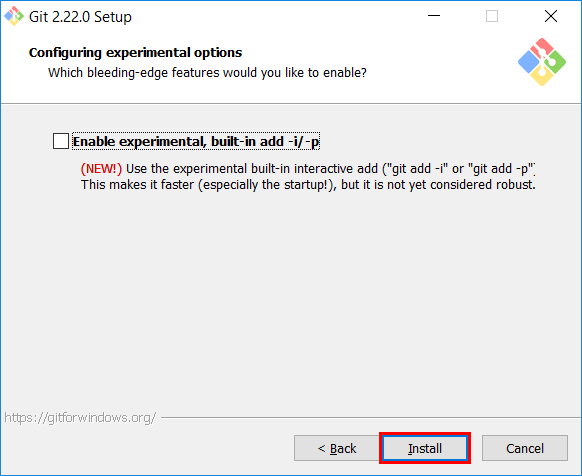 Git 2.22.0 Setup
Configuring experimental options
Which bleeding-edge features would you like to enable?
Enable experimental, built-in add -i/-p
(NEW!) Use the experimental built-in interactive add ("git add -i" or "git add -p")
This makes it faster (especially the startup!), but it is not yet considered robust.
https://gitforwindows.org/
< Back
Install
Cancel